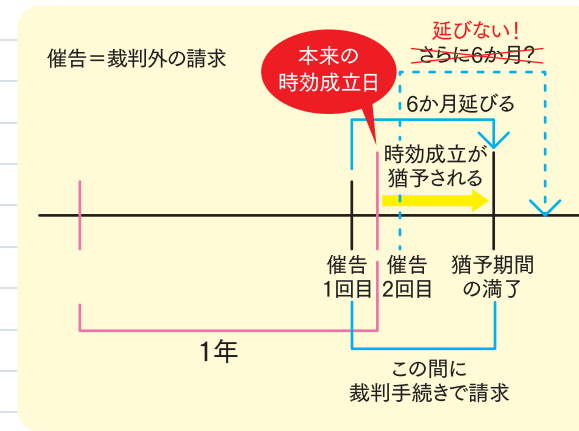 延びない！
さらに6か月？
催告＝裁判外の請求
本来の
時効成立日
6か月延びる
時効成立が
猶予される
催告
1回目
催告
2回目
猶予期間
の満了
1年
この間に
裁判手続きで請求